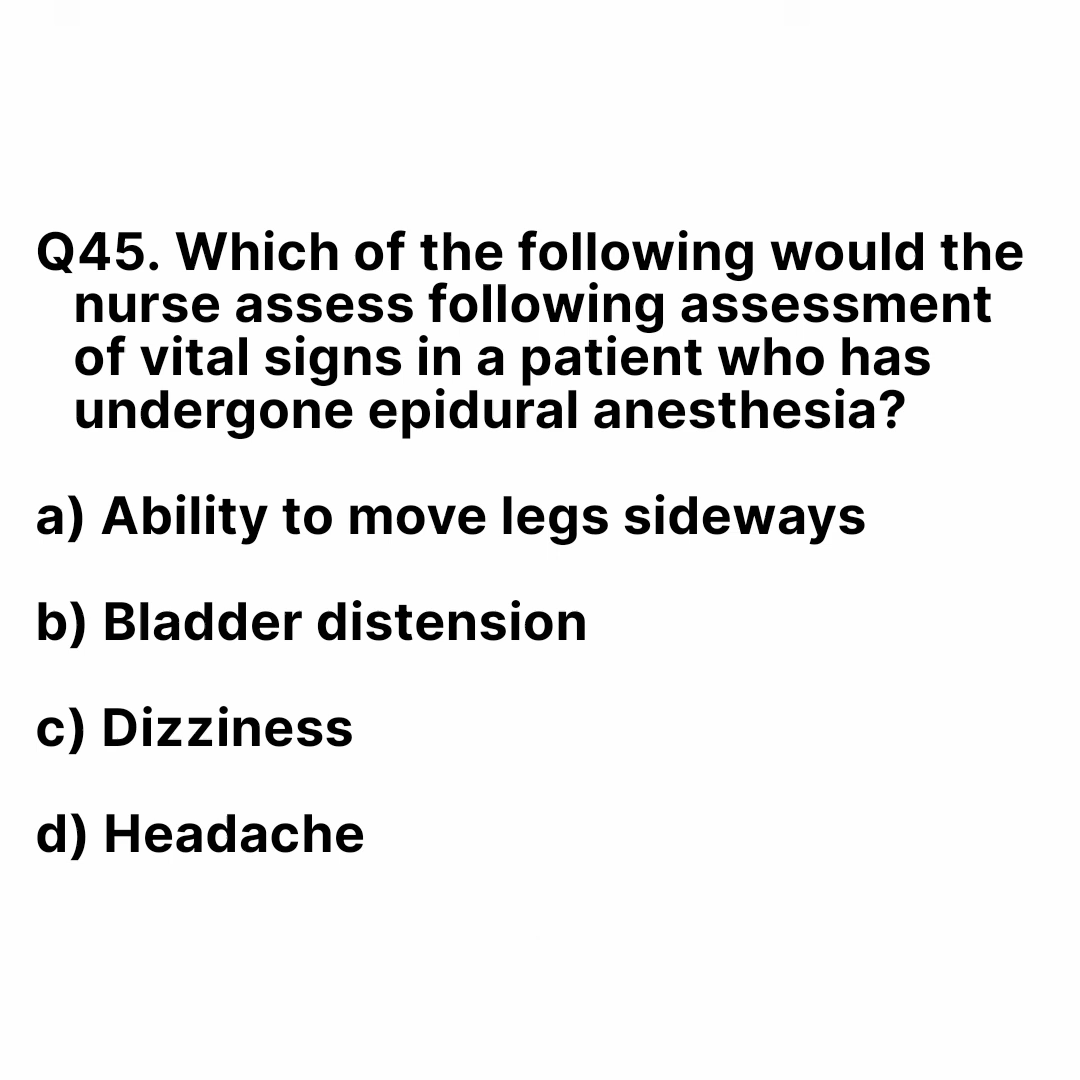 Q45. Which of the following would the
nurse assess following assessment
of vital signs in a patient who has
undergone epidural anesthesia?
a) Ability to move legs sideways
b) Bladder distension
c) Dizziness
d) Headache